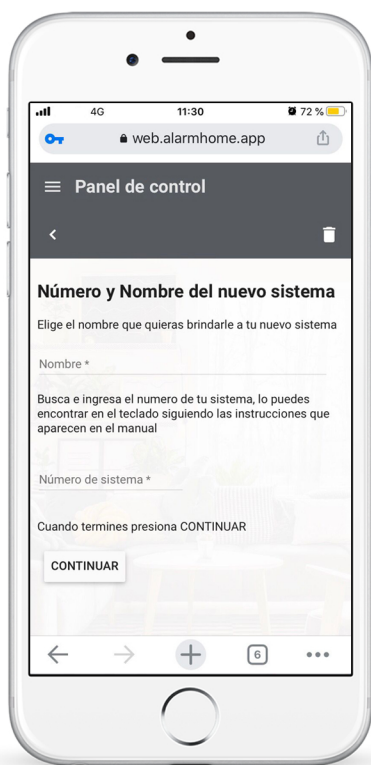 4G 11:30 72 %
web.alarmhome.app
Panel de control
Número y Nombre del nuevo sistema
Elige el nombre que quieras brindarle a tu nuevo sistema
Nombre *
Busca e ingresa el numero de tu sistema, lo puedes
encontrar en el teclado siguiendo las instrucciones que
aparecen en el manual
Número de sistema *
Cuando termines presiona CONTINUAR
CONTINUAR
6